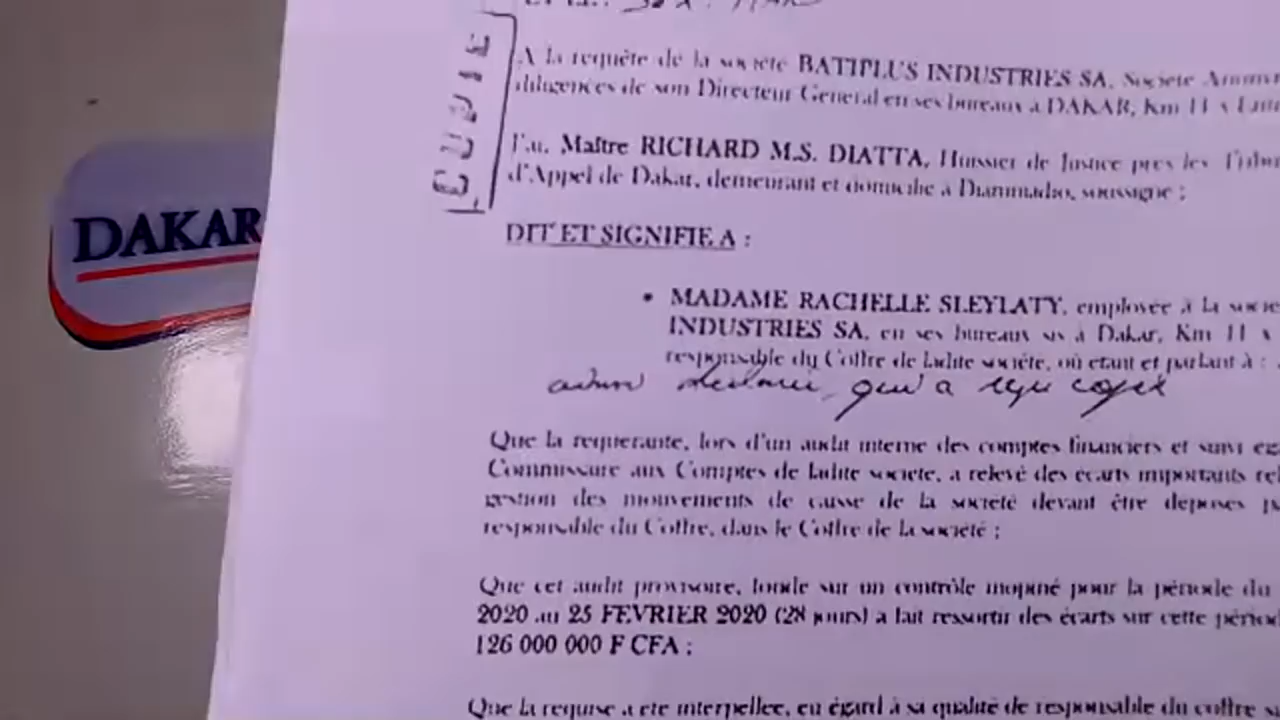 DAKAR
A la requête de la société BATIPLUS INDUSTRIES SA, Société
diligences de son Directeur Général en ses bureaux à DAKAR, Km 11
J'ai, Maître RICHARD M.S. DIATTA, Huissier de Justice près les
d'Appel de Dakar, demeurant et domicilié à Diamniadio, soussigné ;
DIT ET SIGNIFIE A :
• MADAME RACHELLE SLEYLATY, employée à la
INDUSTRIES SA, en ses bureaux sis à Dakar, Km 11
responsable du Coffre de ladite société, où étant et parlant à :
qui a reçu copie
Que la requérante, lors d'un audit interne des comptes financiers et suivi
Commissaire aux Comptes de ladite société, a relevé des écarts importants
gestion des mouvements de caisse de la société devant être déposés
responsable du Coffre, dans le Coffre de la société ;
Que cet audit provisoire, fondé sur un contrôle inopiné pour la période du
2020 au 25 FEVRIER 2020 (28 jours) a fait ressortir des écarts sur cette
126 000 000 F CFA ;
Que la requise a été interpellée, eu égard à sa qualité de responsable du coffre